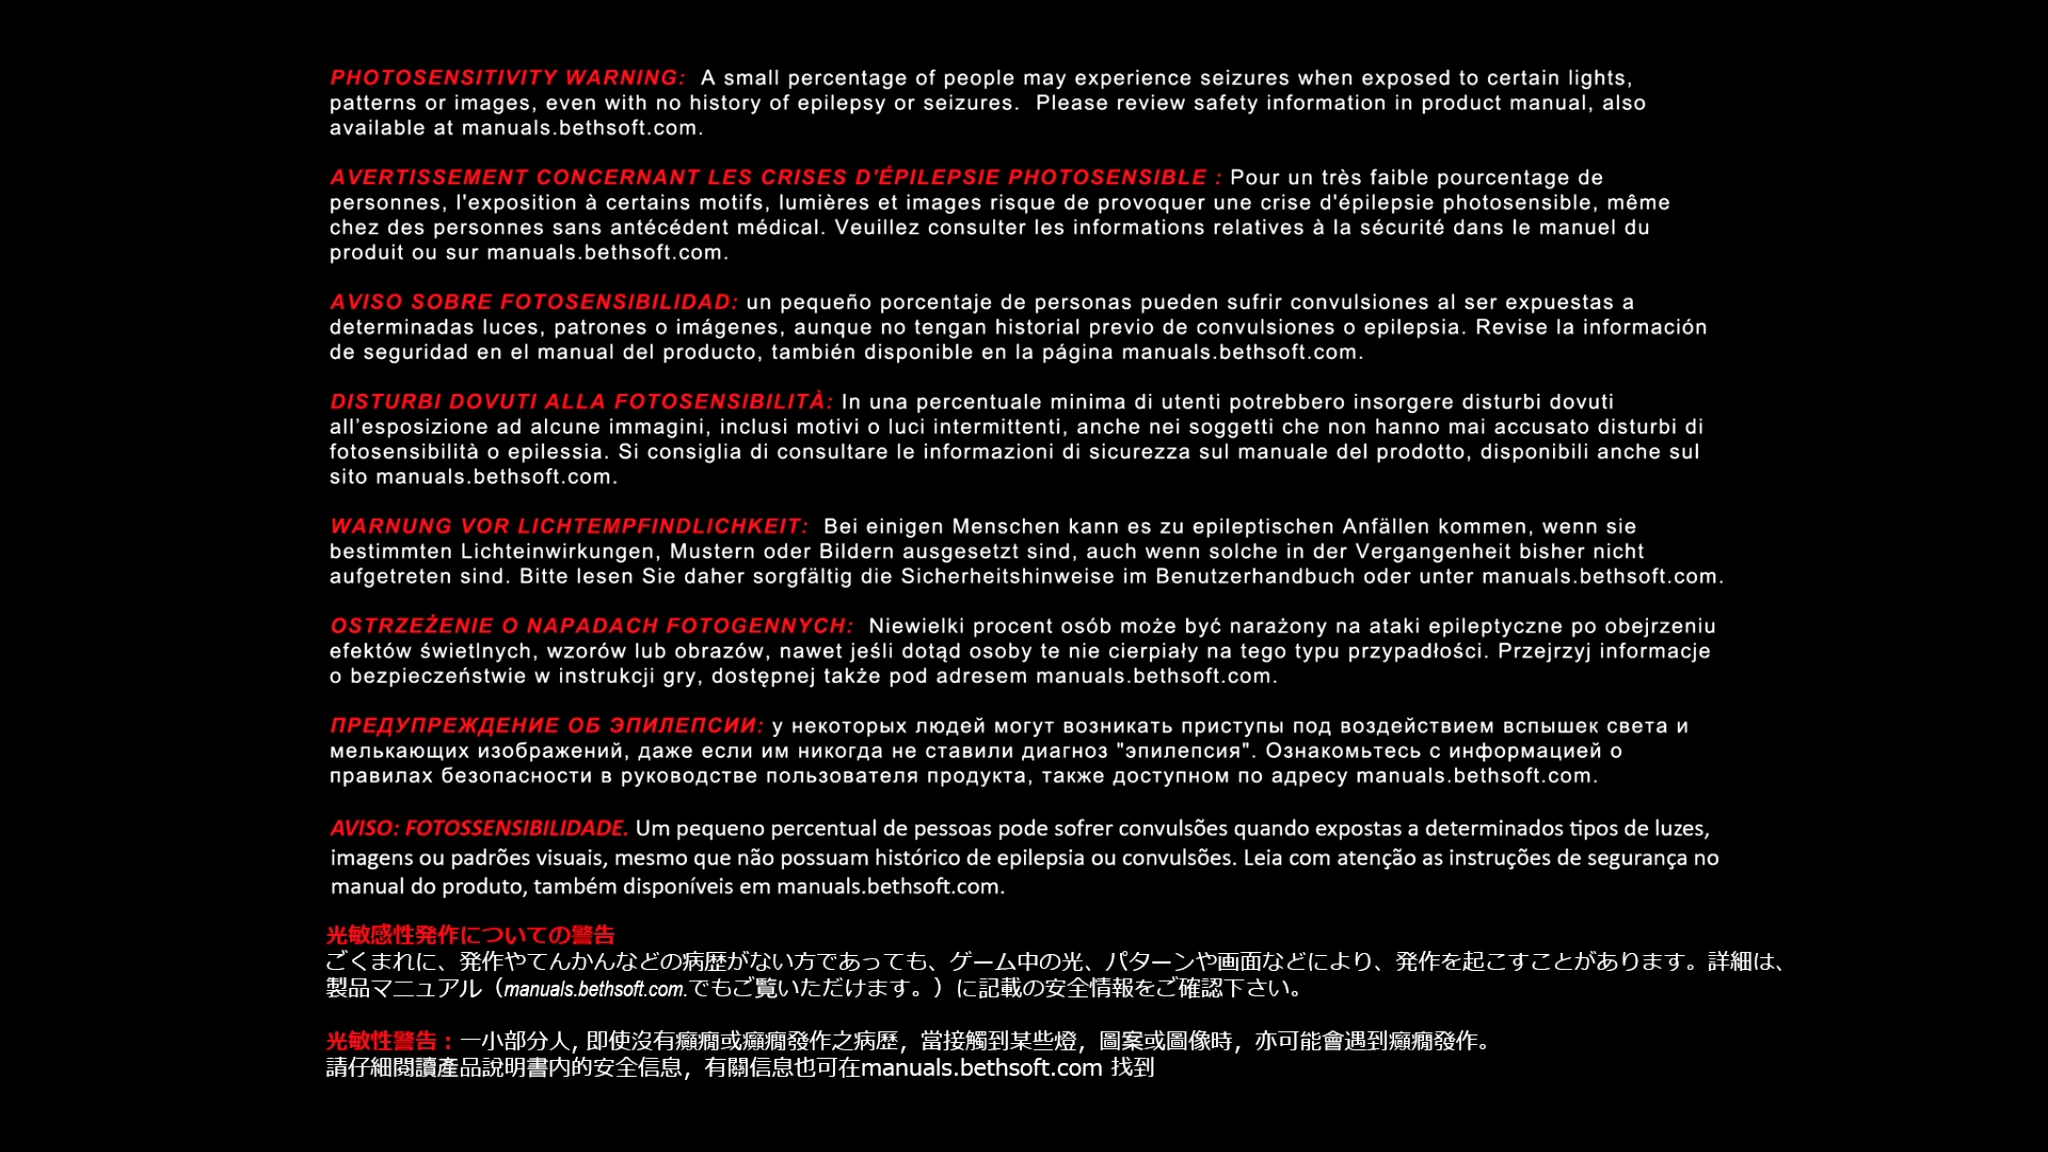 PHOTOSENSITIVITY WARNING: A small percentage of people may experience seizures when exposed to certain lights,
patterns or images, even with no history of epilepsy or seizures. Please review safety information in product manual, also
available at manuals.bethsoft.com.
AVERTISSEMENT CONCERNANT LES CRISES D'ÉPILEPSIE PHOTOSENSIBLE : Pour un très faible pourcentage de
personnes, l'exposition à certains motifs, lumières et images risque de provoquer une crise d'épilepsie photosensible, même
chez des personnes sans antécédent médical. Veuillez consulter les informations relatives à la sécurité dans le manuel du
produit ou sur manuals.bethsoft.com.
AVISO SOBRE FOTOSENSIBILIDAD: un pequeño porcentaje de personas pueden sufrir convulsiones al ser expuestas a
determinadas luces, patrones o imágenes, aunque no tengan historial previo de convulsiones o epilepsia. Revise la información
de seguridad en el manual del producto, también disponible en la página manuals.bethsoft.com.
DISTURBI DOVUTI ALLA FOTOSENSIBILITÀ: In una percentuale minima di utenti potrebbero insorgere disturbi dovuti
all’esposizione ad alcune immagini, inclusi motivi o luci intermittenti, anche nei soggetti che non hanno mai accusato disturbi di
fotosensibilità o epilessia. Si consiglia di consultare le informazioni di sicurezza sul manuale del prodotto, disponibili anche sul
sito manuals.bethsoft.com.
WARNUNG VOR LICHTEMPFINDLICHKEIT: Bei einigen Menschen kann es zu epileptischen Anfällen kommen, wenn sie
bestimmten Lichteinwirkungen, Mustern oder Bildern ausgesetzt sind, auch wenn solche in der Vergangenheit bisher nicht
aufgetreten sind. Bitte lesen Sie daher sorgfältig die Sicherheitshinweise im Benutzerhandbuch oder unter manuals.bethsoft.com.
OSTRZEŻENIE O NAPADACH FOTOGENNYCH: Niewielki procent osób może być narażony na ataki epileptyczne po obejrzeniu
efektów świetlnych, wzorów lub obrazów, nawet jeśli dotąd osoby te nie cierpiały na tego typu przypadłości. Przejrzyj informacje
o bezpieczeństwie w instrukcji gry, dostępnej także pod adresem manuals.bethsoft.com.
ПРЕДУПРЕЖДЕНИЕ ОБ ЭПИЛЕПСИИ: у некоторых людей могут возникать приступы под воздействием вспышек света и
мелькающих изображений, даже если им никогда не ставили диагноз "эпилепсия". Ознакомьтесь с информацией о
правилах безопасности в руководстве пользователя продукта, также доступном по адресу manuals.bethsoft.com.
AVISO: FOTOSSENSIBILIDADE. Um pequeno percentual de pessoas pode sofrer convulsões quando expostas a determinados tipos de luzes,
imagens ou padrões visuais, mesmo que não possuam histórico de epilepsia ou convulsões. Leia com atenção as instruções de segurança no
manual do produto, também disponíveis em manuals.bethsoft.com.
光敏感性発作についての警告
ごくまれに、発作やてんかんなどの病歴がない方であっても、ゲーム中の光、パターンや画面などにより、発作を起こすことがあります。詳細は、
製品マニュアル（manuals.bethsoft.com.でもご覧いただけます。）に記載の安全情報をご確認下さい。
光敏性警告：一小部分人, 即使沒有癲癇或癲癇發作之病歷，當接觸到某些燈，圖案或圖像時，亦可能會遇到癲癇發作。
請仔細閱讀產品說明書內的安全信息，有關信息也可在manuals.bethsoft.com 找到